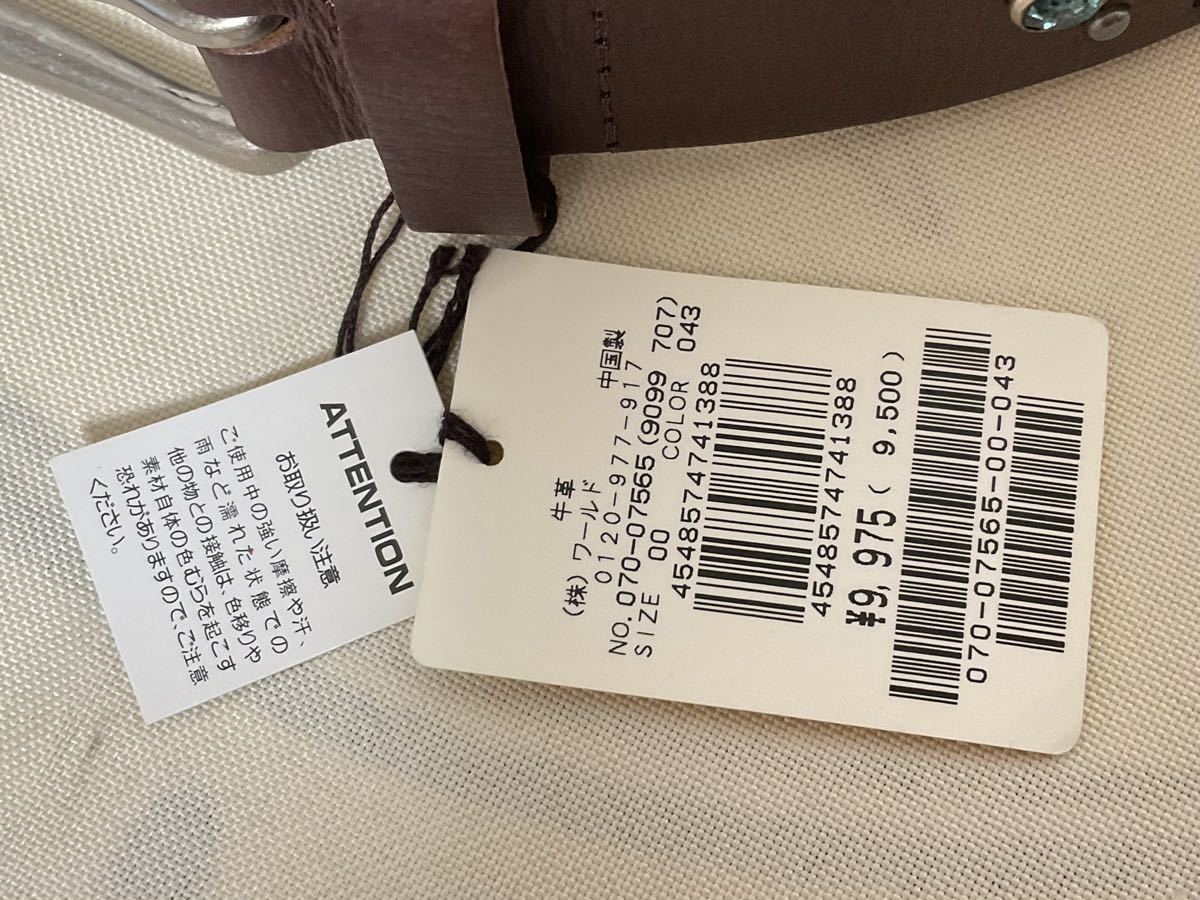 ATTENTION
お取り扱い注意
ご使用中の強い摩擦や汗、
雨など濡れた状態での
他の物との接触は、色移りや
素材自体の色むらを起こす
恐れがありますので、ご注意
ください。
牛革 中国製
(株)ワールド
0120-977-917
NO.070-07565(9099 707)
SIZE 00 COLOR 043
4548574741388
4548574741388
¥9,975( 9,500)
070-07565-00-043